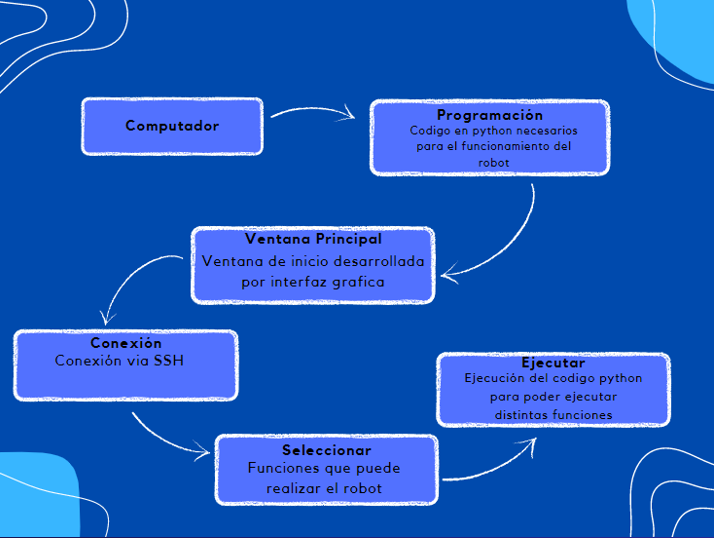 Computador
Programación
Codigo en python necesarios
para el funcionamiento del
robot
Ventana Principal
Ventana de inicio desarrollada
por interfaz grafica
Conexión
Conexión via SSH
Seleccionar
Funciones que puede
realizar el robot
Ejecutar
Ejecución del codigo python
para poder ejecutar
distintas funciones